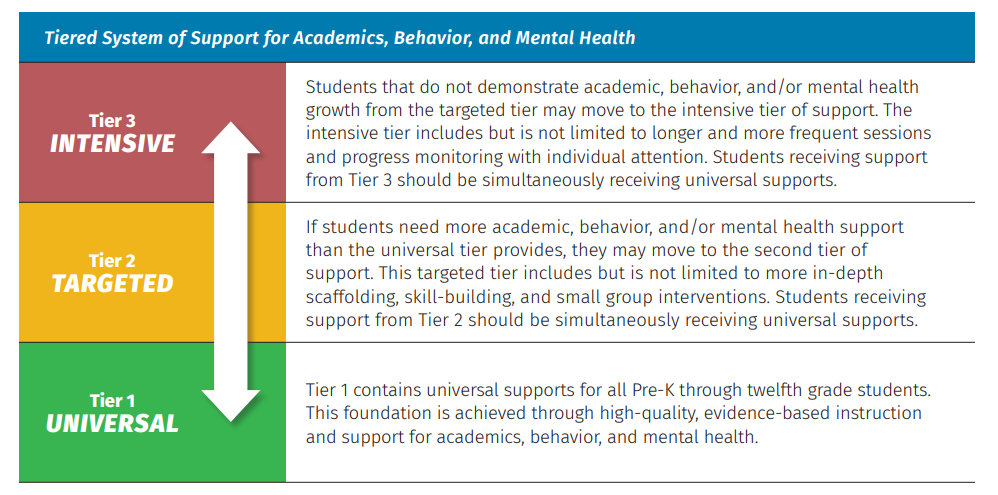 Tiered System of Support for Academics, Behavior, and Mental Health
Tier 3
INTENSIVE
Students that do not demonstrate academic, behavior, and/or mental health
growth from the targeted tier may move to the intensive tier of support. The
intensive tier includes but is not limited to longer and more frequent sessions
and progress monitoring with individual attention. Students receiving support
from Tier 3 should be simultaneously receiving universal supports.
Tier 2
TARGETED
If students need more academic, behavior, and/or mental health support
than the universal tier provides, they may move to the second tier of
support. This targeted tier includes but is not limited to more in-depth
scaffolding, skill-building, and small group interventions. Students receiving
support from Tier 2 should be simultaneously receiving universal supports.
Tier 1
UNIVERSAL
Tier 1 contains universal supports for all Pre-K through twelfth grade students.
This foundation is achieved through high-quality, evidence-based instruction
and support for academics, behavior, and mental health.